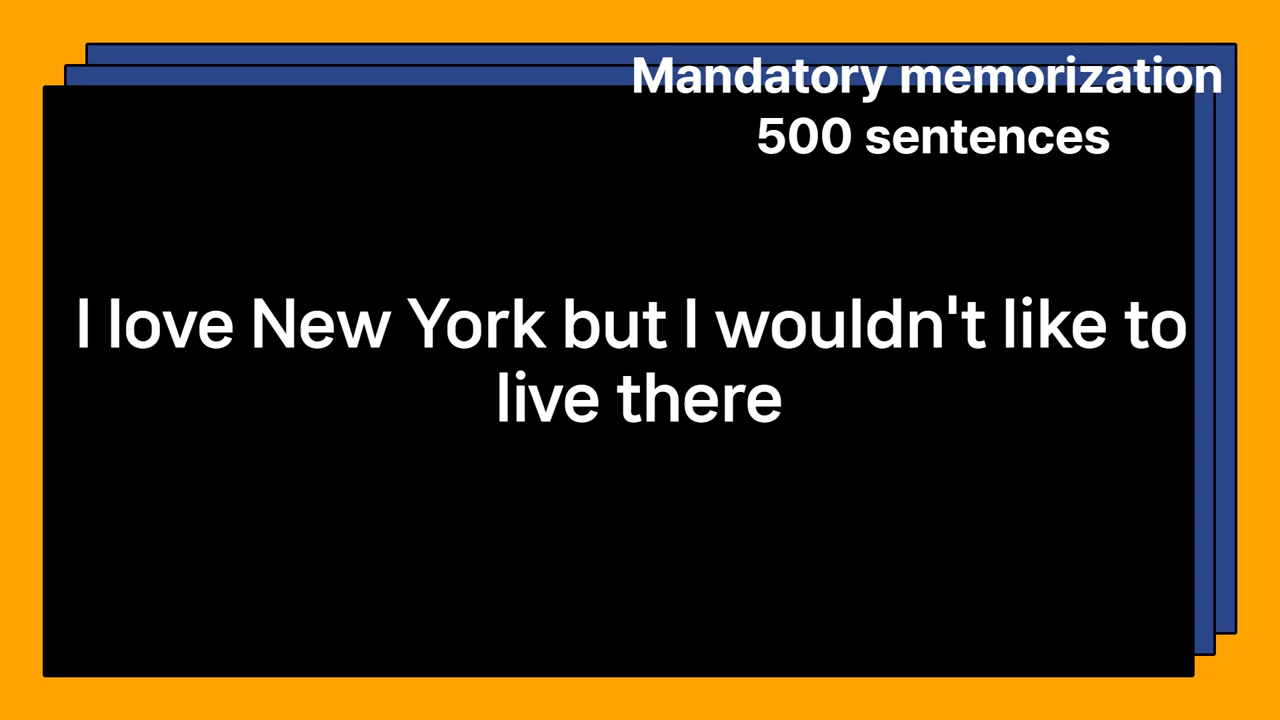 Mandatory memorization
500 sentences
I love New York but I wouldn't like to
live there